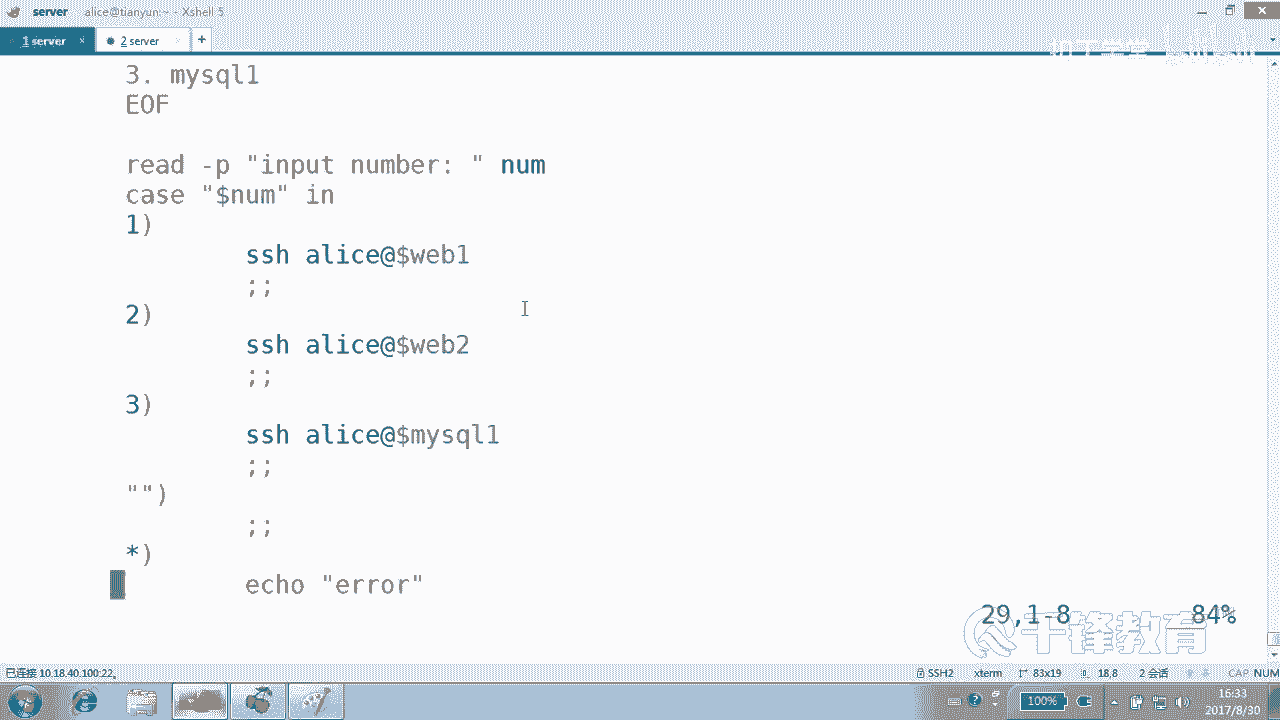 server alice@tianyun:~ - Xshell 5
1 server × 2 server × +
3. mysql1
EOF
read -p "input number: " num
case "$num" in
1)
ssh alice@$web1
;;
2)
ssh alice@$web2
;;
3)
ssh alice@$mysql1
;;
"")
;;
*)
echo "error"
29,1-8 84%
千锋教育
已连接 10.18.40.100:22。 SSH2 xterm 83x19 18,8 2 会话 CAP NUM
100% 16:33
2017/8/30